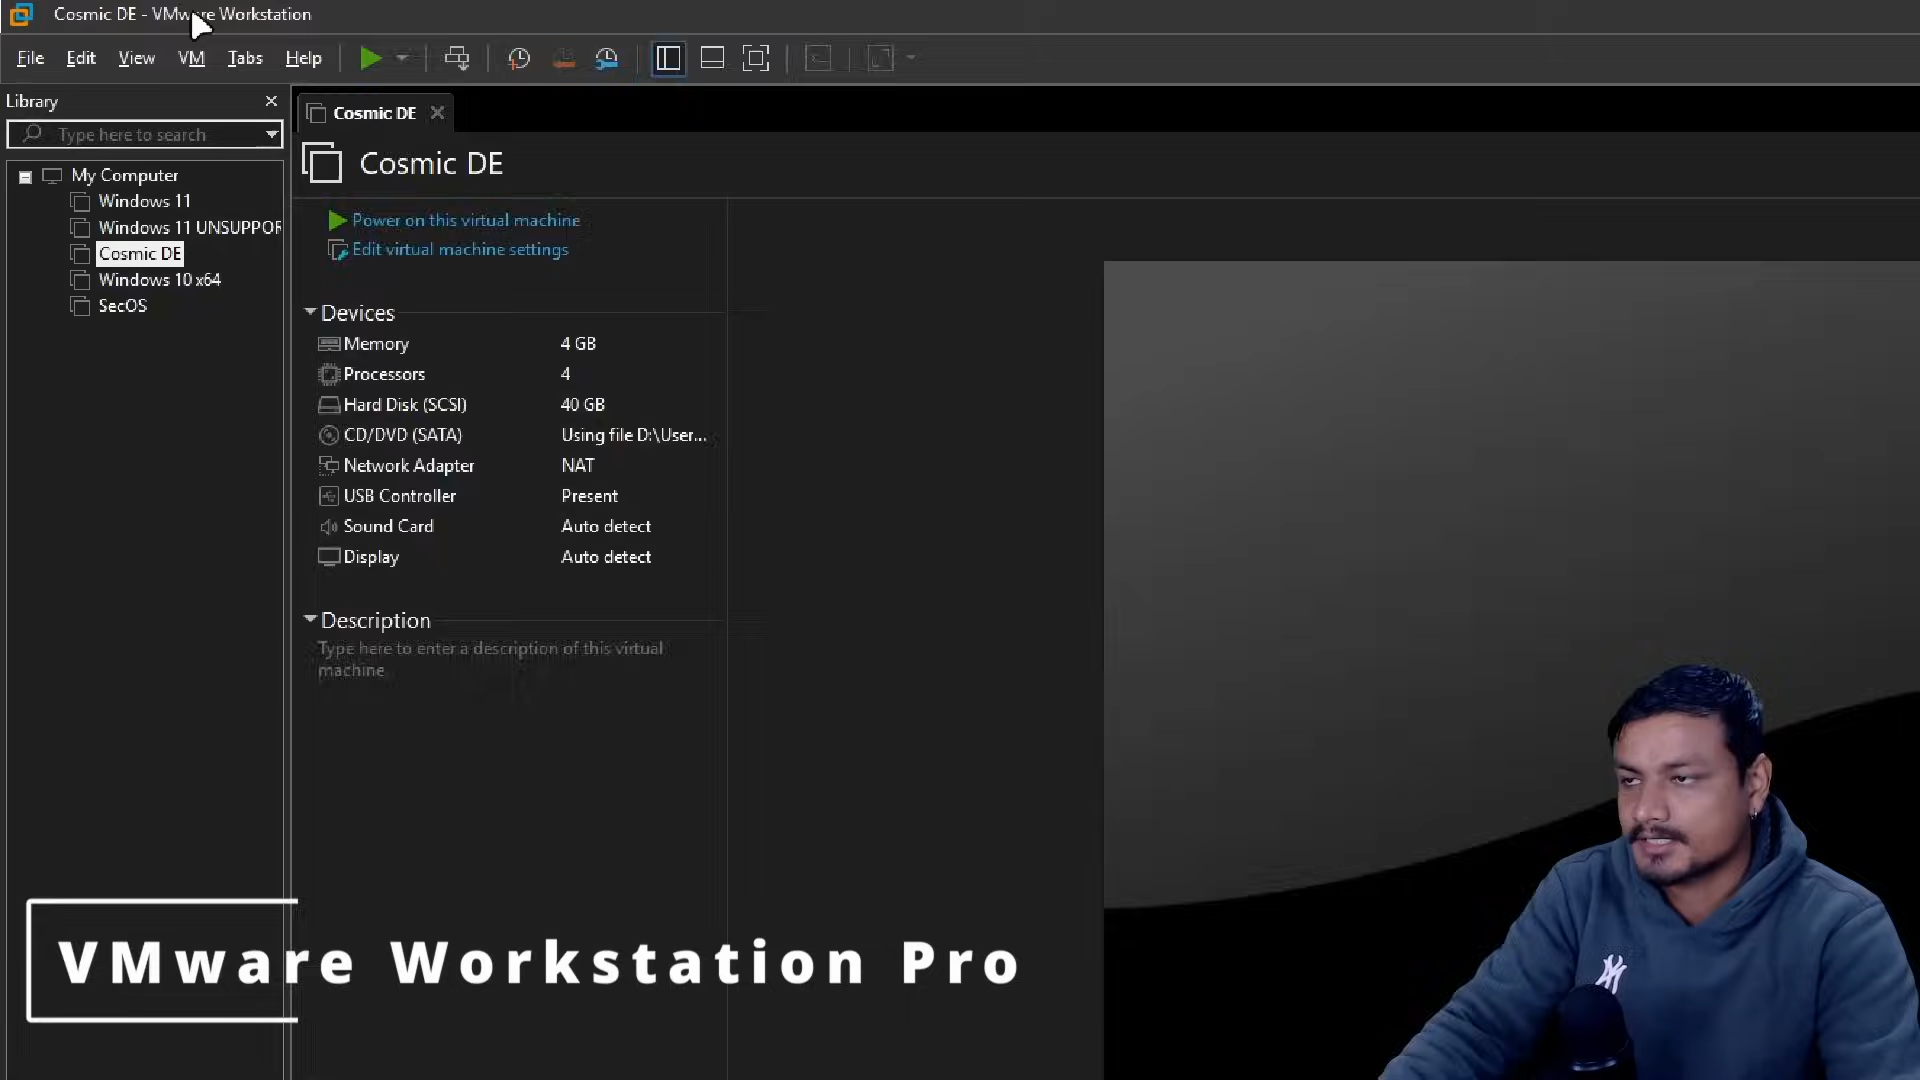 Cosmic DE - VMware Workstation
File Edit View VM Tabs Help
Library
Type here to search
My Computer
Windows 11
Windows 11 UNSUPPOR
Cosmic DE
Windows 10 x64
SecOS
Cosmic DE
Cosmic DE
Power on this virtual machine
Edit virtual machine settings
Devices
Memory 4 GB
Processors 4
Hard Disk (SCSI) 40 GB
CD/DVD (SATA) Using file D:\User...
Network Adapter NAT
USB Controller Present
Sound Card Auto detect
Display Auto detect
Description
Type here to enter a description of this virtual
machine.
VMware Workstation Pro